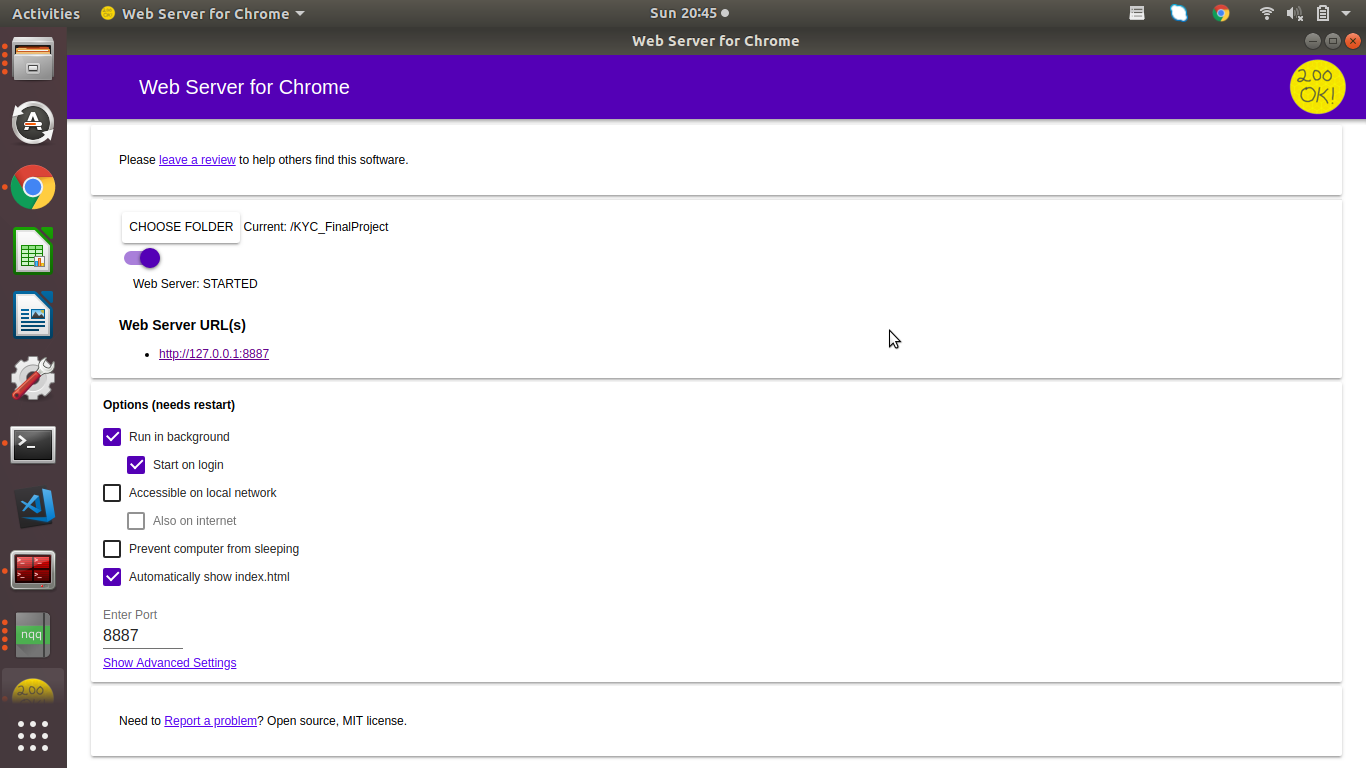 Activities Web Server for Chrome Sun 20:45
Web Server for Chrome
Web Server for Chrome 200 OK!
Please leave a review to help others find this software.
CHOOSE FOLDER Current: /KYC_FinalProject
Web Server: STARTED
Web Server URL(s)
http://127.0.0.1:8887
Options (needs restart)
Run in background
Start on login
Accessible on local network
Also on internet
Prevent computer from sleeping
Automatically show index.html
Enter Port
8887
Show Advanced Settings
Need to Report a problem? Open source, MIT license.
A
>_
nqq
200